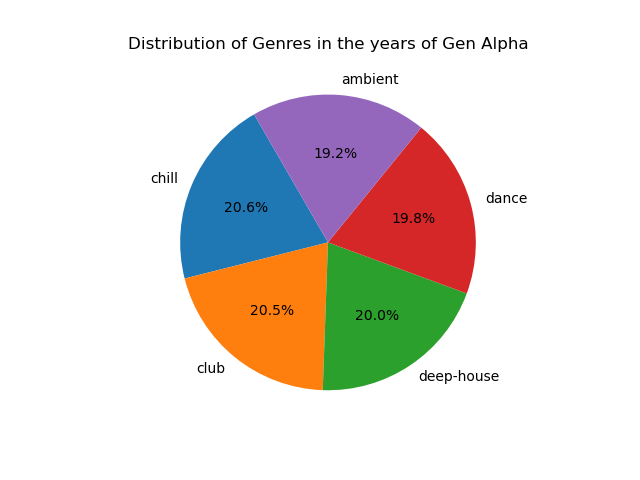 Distribution of Genres in the years of Gen Alpha
ambient
19.2%
chill
20.6%
dance
19.8%
club
20.5%
deep-house
20.0%